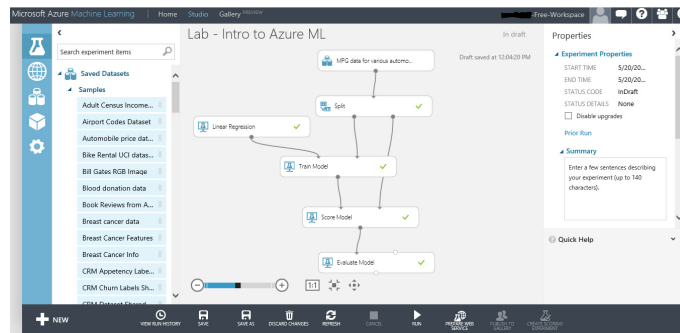 Microsoft Azure Machine Learning | Home Studio Gallery PREVIEW
-Free-Workspace
Search experiment items
Saved Datasets
Samples
Adult Census Income...
Airport Codes Dataset
Automobile price dat...
Bike Rental UCI datas...
Bill Gates RGB Image
Blood donation data
Book Reviews from A...
Breast cancer data
Breast Cancer Features
Breast Cancer Info
CRM Appetency Labe...
CRM Churn Labels Sh...
CRM Dataset Shared
Lab - Intro to Azure ML
In draft
Draft saved at 12:04:20 PM
MPG data for various automo...
Split
Linear Regression
Train Model
Score Model
Evaluate Model
1:1
Properties
Experiment Properties
START TIME 5/20/20...
END TIME 5/20/20...
STATUS CODE InDraft
STATUS DETAILS None
Disable upgrades
Prior Run
Summary
Enter a few sentences describing
your experiment (up to 140
characters).
Quick Help
NEW
VIEW RUN HISTORY
SAVE
SAVE AS
DISCARD CHANGES
REFRESH
CANCEL
RUN
PREPARE WEB
SERVICE
PUBLISH TO
GALLERY
CREATE SCORING
EXPERIMENT